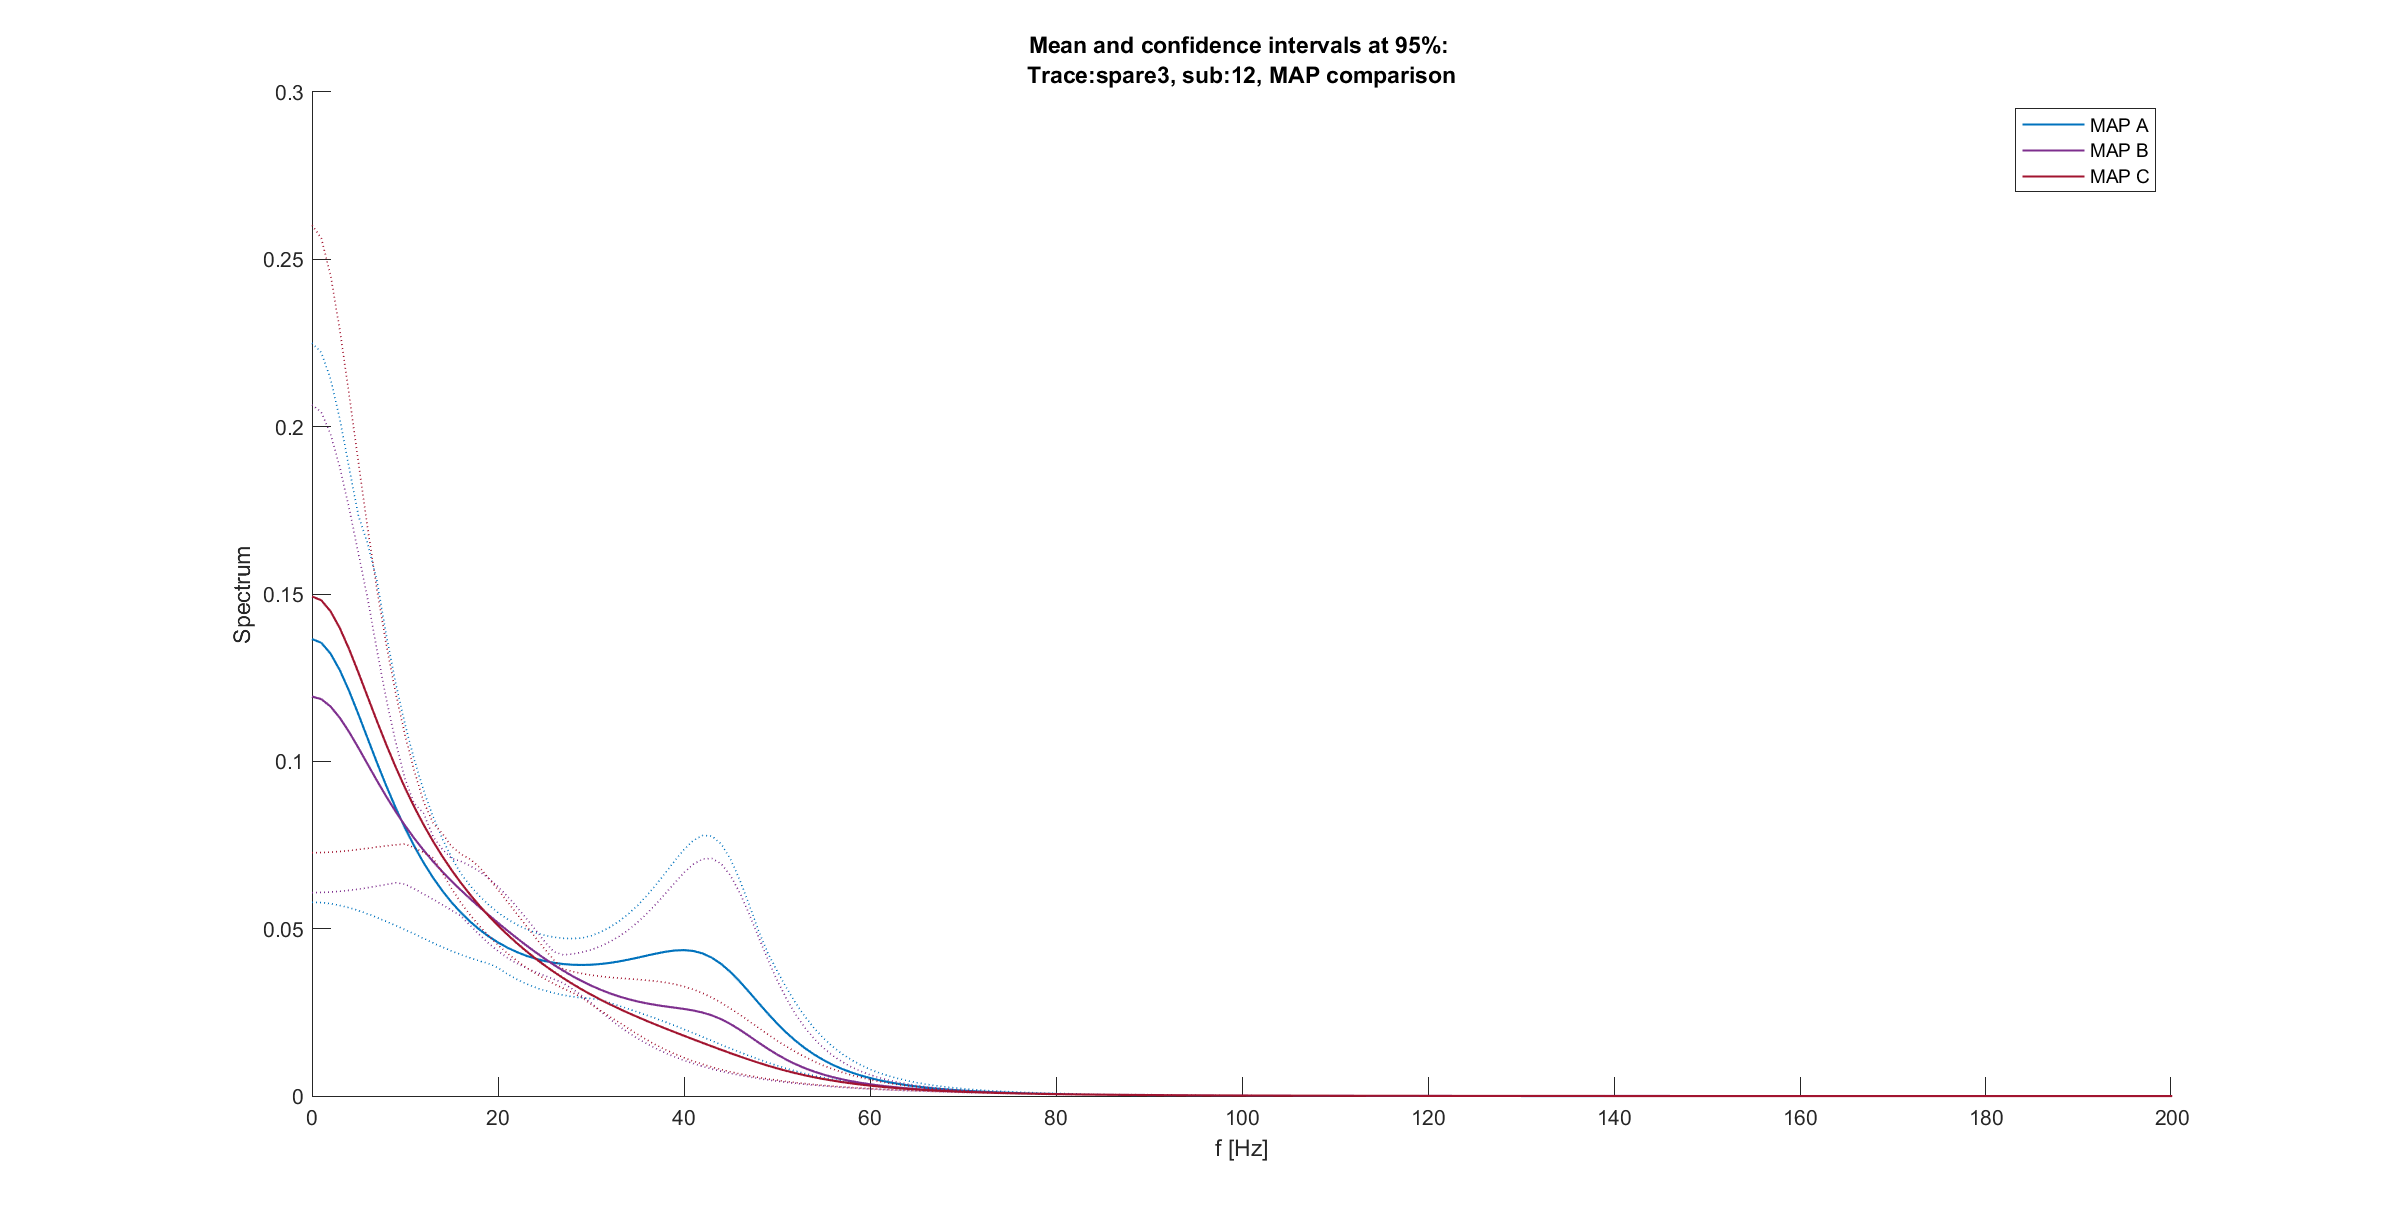 Mean and confidence intervals at 95%:
Trace:spare3, sub:12, MAP comparison
0.3
0.25
0.2
0.15
0.1
0.05
0
Spectrum
MAP A
MAP B
MAP C
0 20 40 60 80 100 120 140 160 180 200
f [Hz]